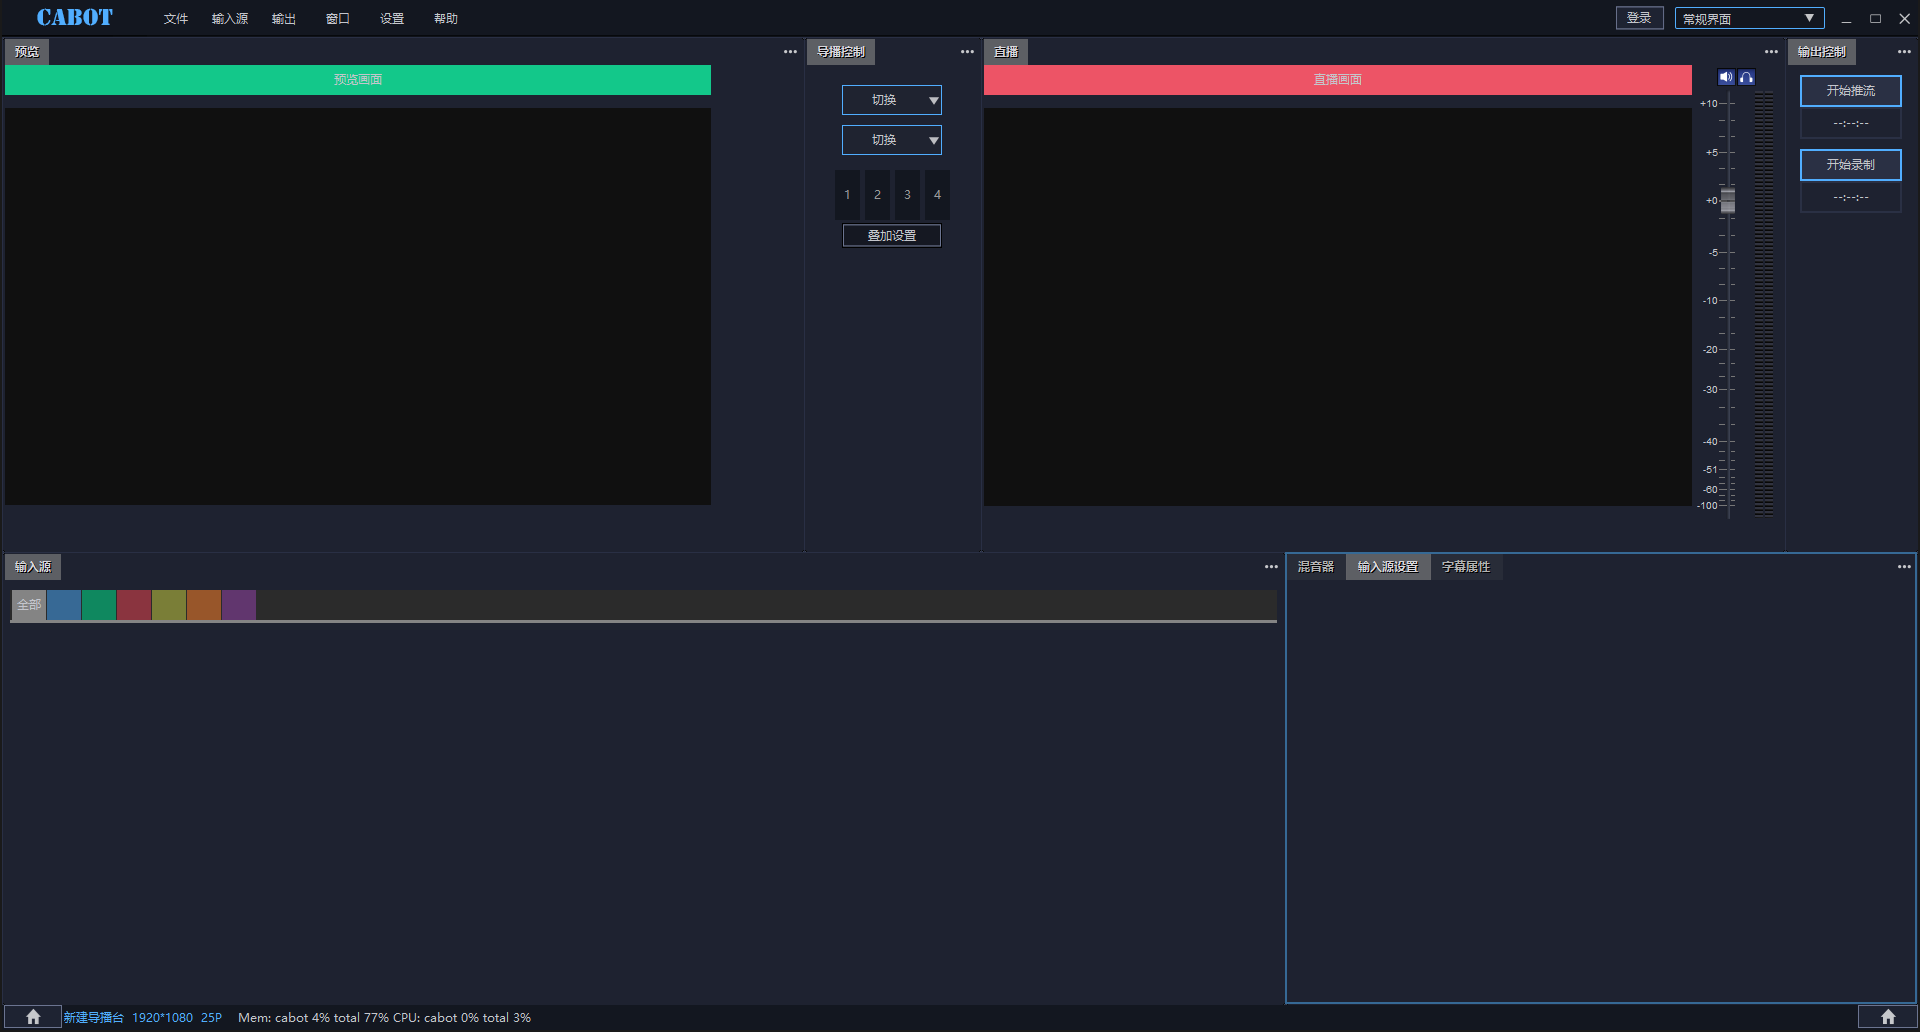 CABOT 文件 输入源 输出 窗口 设置 帮助 登录 常规界面
预览 导播控制 直播 输出控制
预览画面 直播画面
切换
切换
1 2 3 4
叠加设置
+10
+5
+0
-5
-10
-20
-30
-40
-51
-60
-100
开始推流
--:--:--
开始录制
--:--:--
输入源
全部
混音器 输入源设置 字幕属性
新建导播台 1920*1080 25P Mem: cabot 4% total 77% CPU: cabot 0% total 3%